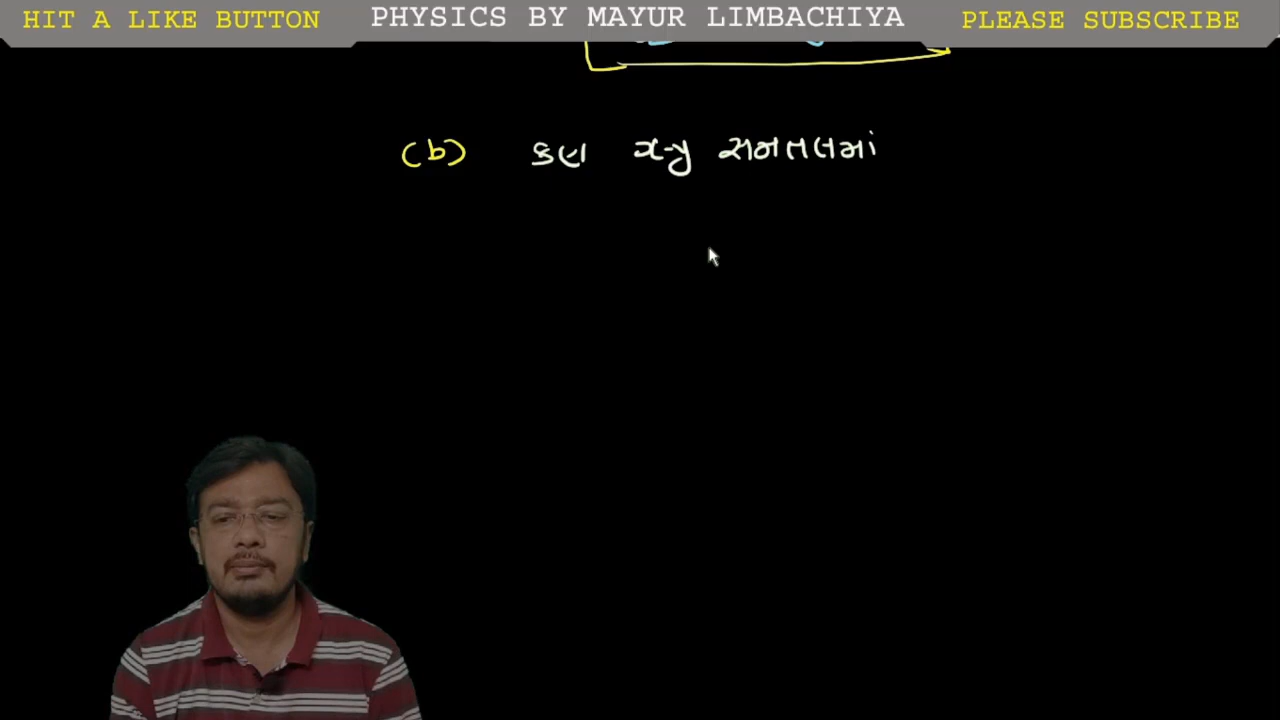 HIT A LIKE BUTTON
PHYSICS BY MAYUR LIMBACHIYA
PLEASE SUBSCRIBE
(b) કણ x-y સમતલમાં